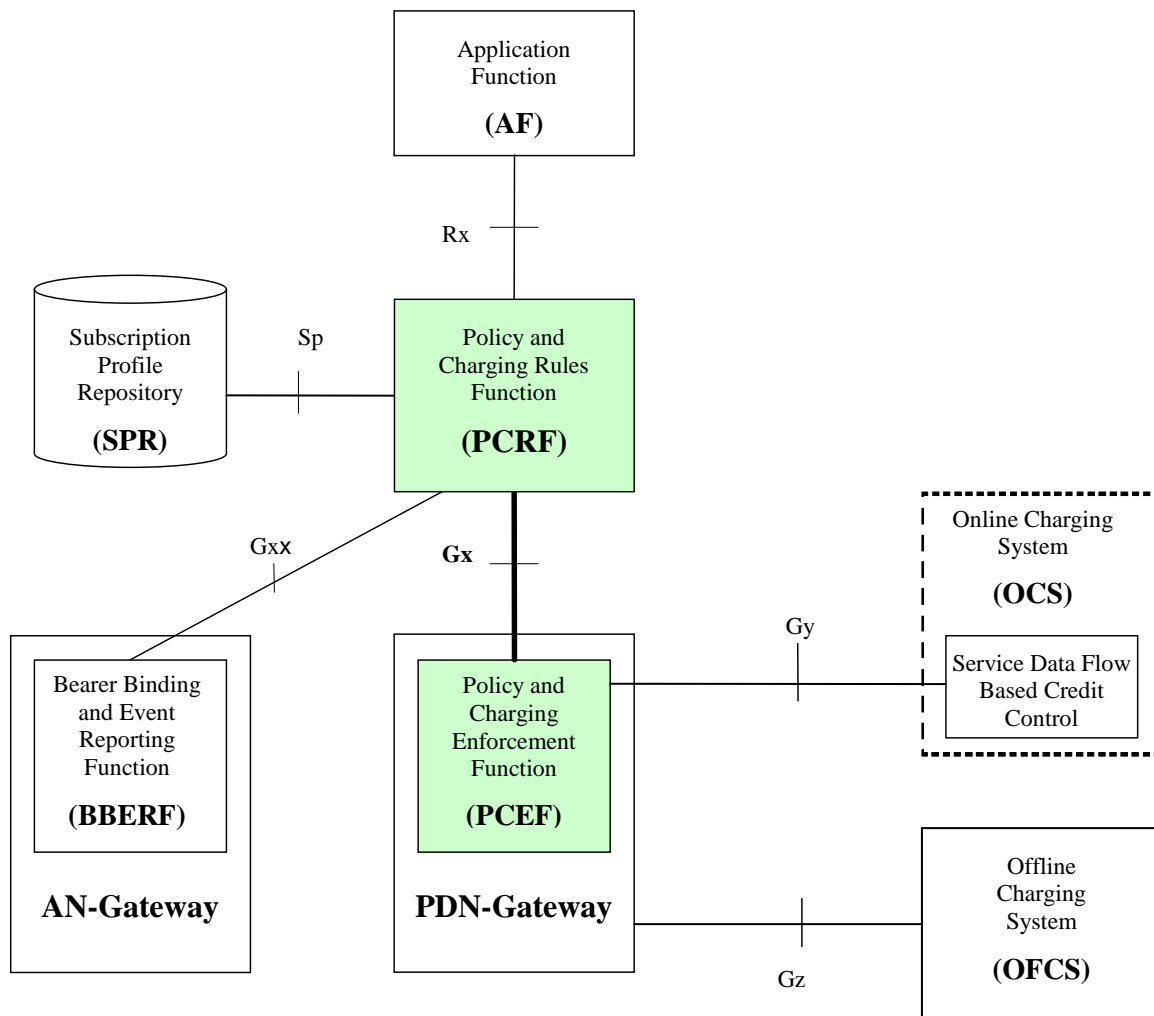 Application
Function
(AF)
Rx
Subscription
Profile
Repository
(SPR)
Sp
Policy and
Charging Rules
Function
(PCRF)
Gxx
Gx
Online Charging
System
(OCS)
Service Data Flow
Based Credit
Control
Gy
Bearer Binding
and Event
Reporting
Function
(BBERF)
AN-Gateway
Policy and
Charging
Enforcement
Function
(PCEF)
PDN-Gateway
Gz
Offline
Charging
System
(OFCS)